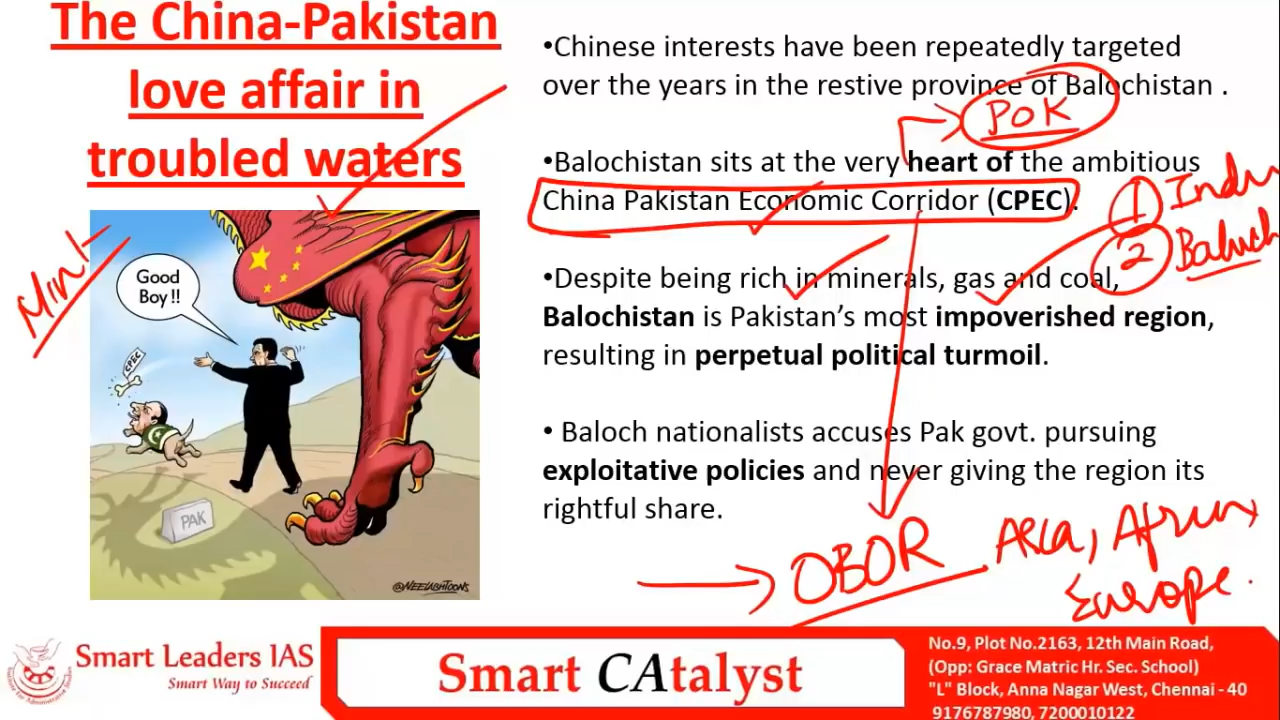 The China-Pakistan
love affair in
troubled waters
Mint
Good
Boy !!
CPEC
PAK
@NEELABHTOONS
•Chinese interests have been repeatedly targeted
over the years in the restive province of Balochistan .
POK
•Balochistan sits at the very heart of the ambitious
China Pakistan Economic Corridor (CPEC).
1 Indu
2 Baluch
•Despite being rich in minerals, gas and coal,
Balochistan is Pakistan's most impoverished region,
resulting in perpetual political turmoil.
• Baloch nationalists accuses Pak govt. pursuing
exploitative policies and never giving the region its
rightful share.
OBOR Asia, Africa,
Europe.
Smart Leaders IAS
Smart Way to Succeed
Smart CAtalyst
No.9, Plot No.2163, 12th Main Road,
(Opp: Grace Matric Hr. Sec. School)
"L" Block, Anna Nagar West, Chennai - 40
9176787980, 7200010122